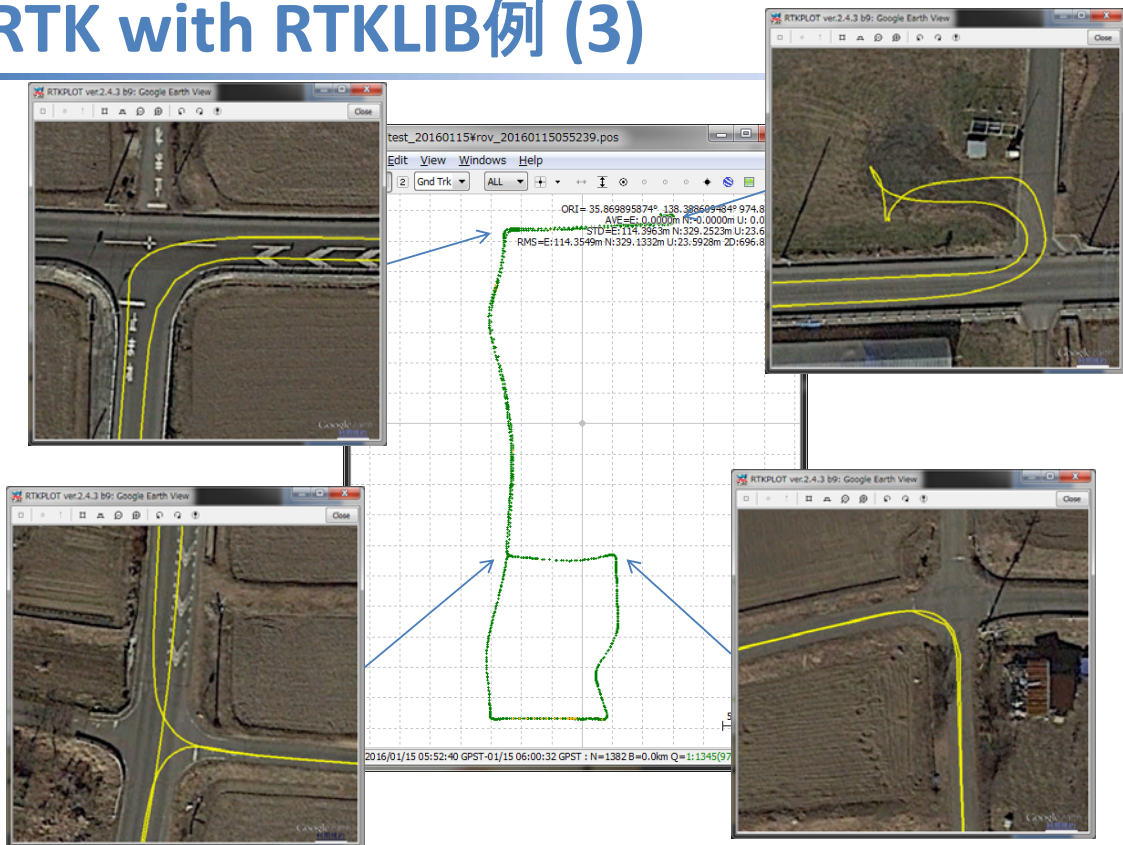 RTK with RTKLIB例 (3)
RTKPLOT ver.2.4.3 b9: Google Earth View
Close
Google
RTKPLOT ver.2.4.3 b9: Google Earth View
Close
Google
test_20160115¥rov_20160115055239.pos
Edit View Windows Help
2 Gnd Trk ALL
ORI= 35.869895874° 138.388609484° 974.8
AVE=E: 0.0000m N:-0.0000m U: 0.0
STD=E:114.3963m N:329.2523m U:23.6
RMS=E:114.3549m N:329.1332m U:23.5928m 2D:696.8
5
2016/01/15 05:52:40 GPST-01/15 06:00:32 GPST : N=1382 B=0.0km Q=1:1345(97
RTKPLOT ver.2.4.3 b9: Google Earth View
Close
Google
RTKPLOT ver.2.4.3 b9: Google Earth View
Close
Google